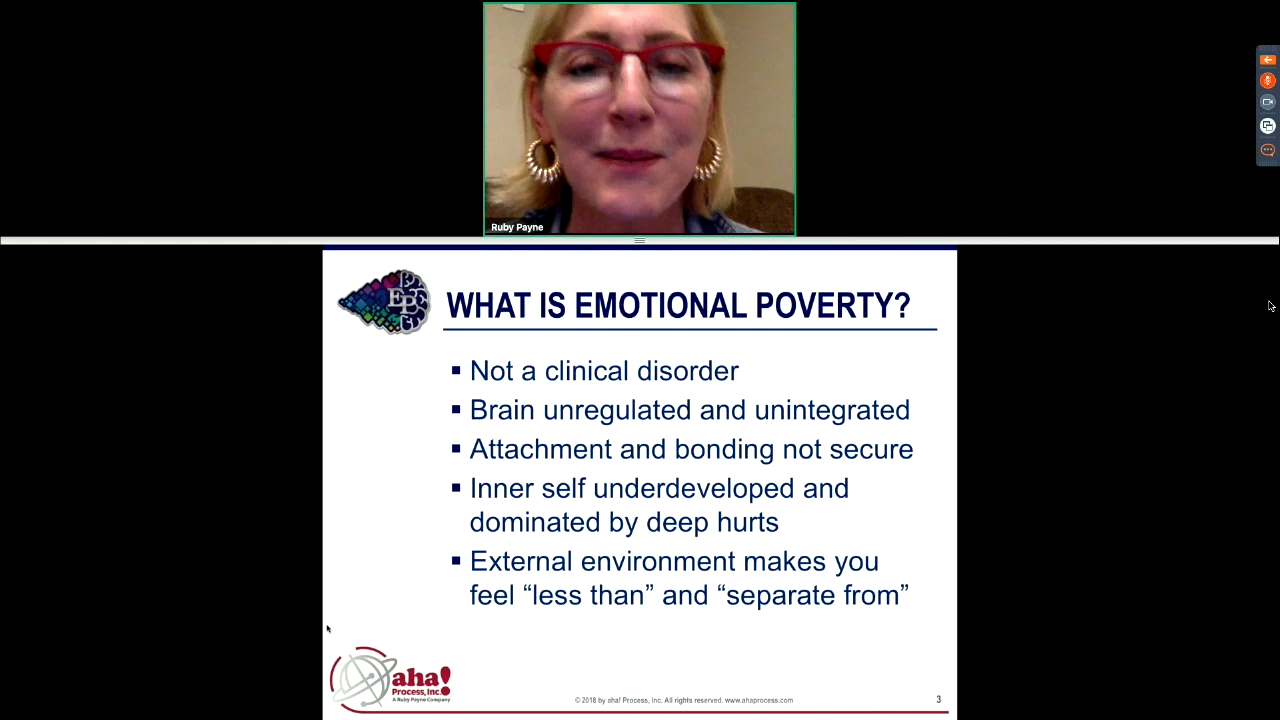 Ruby Payne
EP
WHAT IS EMOTIONAL POVERTY?
▪ Not a clinical disorder
▪ Brain unregulated and unintegrated
▪ Attachment and bonding not secure
▪ Inner self underdeveloped and
dominated by deep hurts
▪ External environment makes you
feel “less than” and “separate from”
aha!
Process, Inc.
A Ruby Payne Company
© 2018 by aha! Process, Inc. All rights reserved. www.ahaprocess.com
3